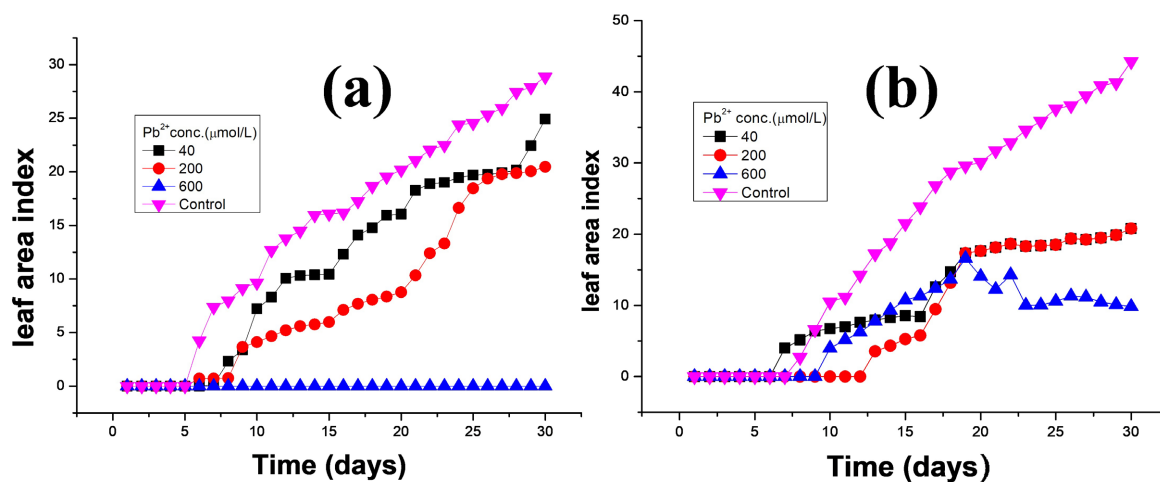 (a)
Pb2+ conc.(μmol/L)
40
200
600
Control
leaf area index
30
25
20
15
10
5
0
0 5 10 15 20 25 30
Time (days)
(b)
Pb2+ conc.(μmol/L)
40
200
600
Control
leaf area index
50
40
30
20
10
0
0 5 10 15 20 25 30
Time (days)